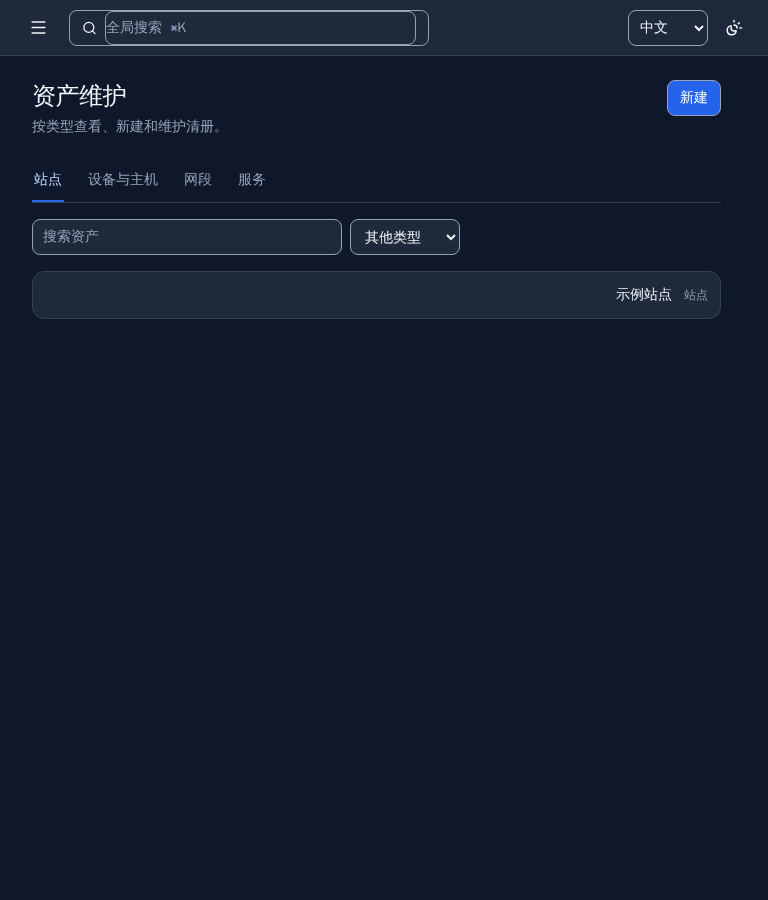 全局搜索 ⌘K
中文
资产维护
新建
按类型查看、新建和维护清册。
站点 设备与主机 网段 服务
搜索资产
其他类型
示例站点 站点